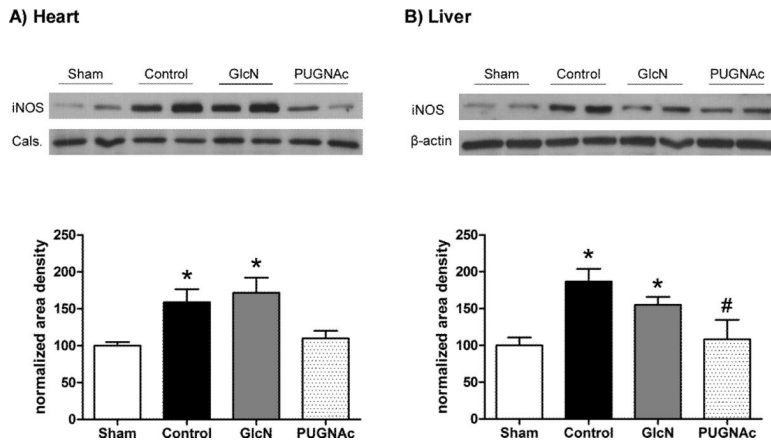 A) Heart
Sham Control GlcN PUGNAc
iNOS
Cals.
normalized area density
250
200
150
100
50
0
* *
Sham Control GlcN PUGNAc
B) Liver
Sham Control GlcN PUGNAc
iNOS
β-actin
normalized area density
250
200
150
100
50
0
* * #
Sham Control GlcN PUGNAc